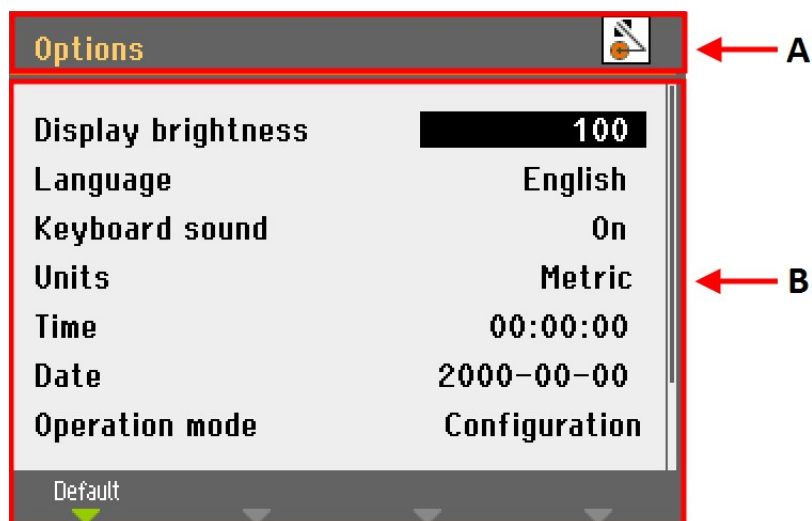 Options
A
Display brightness 100
Language English
Keyboard sound On
Units Metric
B
Time 00:00:00
Date 2000-00-00
Operation mode Configuration
Default